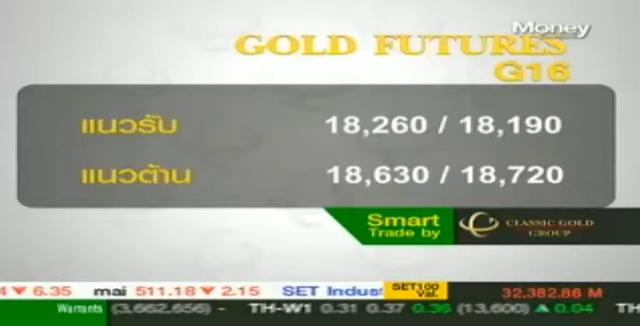 Money
GOLD FUTURES
G16
แนวรับ 18,260 / 18,190
แนวต้าน 18,630 / 18,720
Smart
Trade by
CLASSIC GOLD
GROUP
4 ▼ 6.35 mai 511.18 ▼ 2.15 SET Indust SET100 Val. 32,382.86 M
Warrants (3,662,656) - TH-W1 0.31 0.37 0.36 (13,600) ▲ 0.04 TH